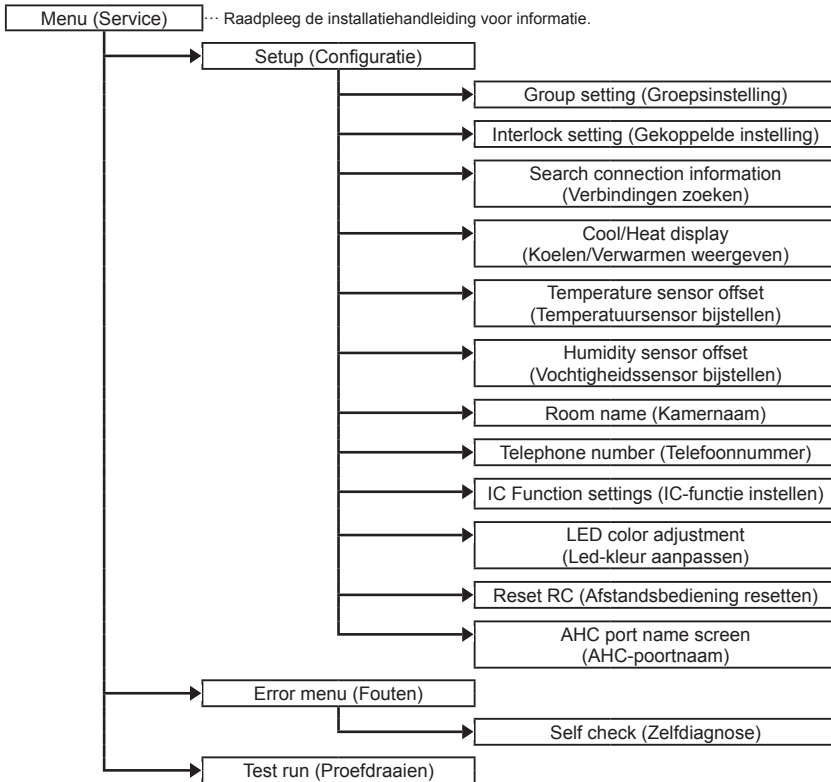 Menu (Service) ··· Raadpleeg de installatiehandleiding voor informatie.
Setup (Configuratie)
Group setting (Groepsinstelling)
Interlock setting (Gekoppelde instelling)
Search connection information
(Verbindingen zoeken)
Cool/Heat display
(Koelen/Verwarmen weergeven)
Temperature sensor offset
(Temperatuursensor bijstellen)
Humidity sensor offset
(Vochtigheidssensor bijstellen)
Room name (Kamernaam)
Telephone number (Telefoonnummer)
IC Function settings (IC-functie instellen)
LED color adjustment
(Led-kleur aanpassen)
Reset RC (Afstandsbediening resetten)
AHC port name screen
(AHC-poortnaam)
Error menu (Fouten)
Self check (Zelfdiagnose)
Test run (Proefdraaien)